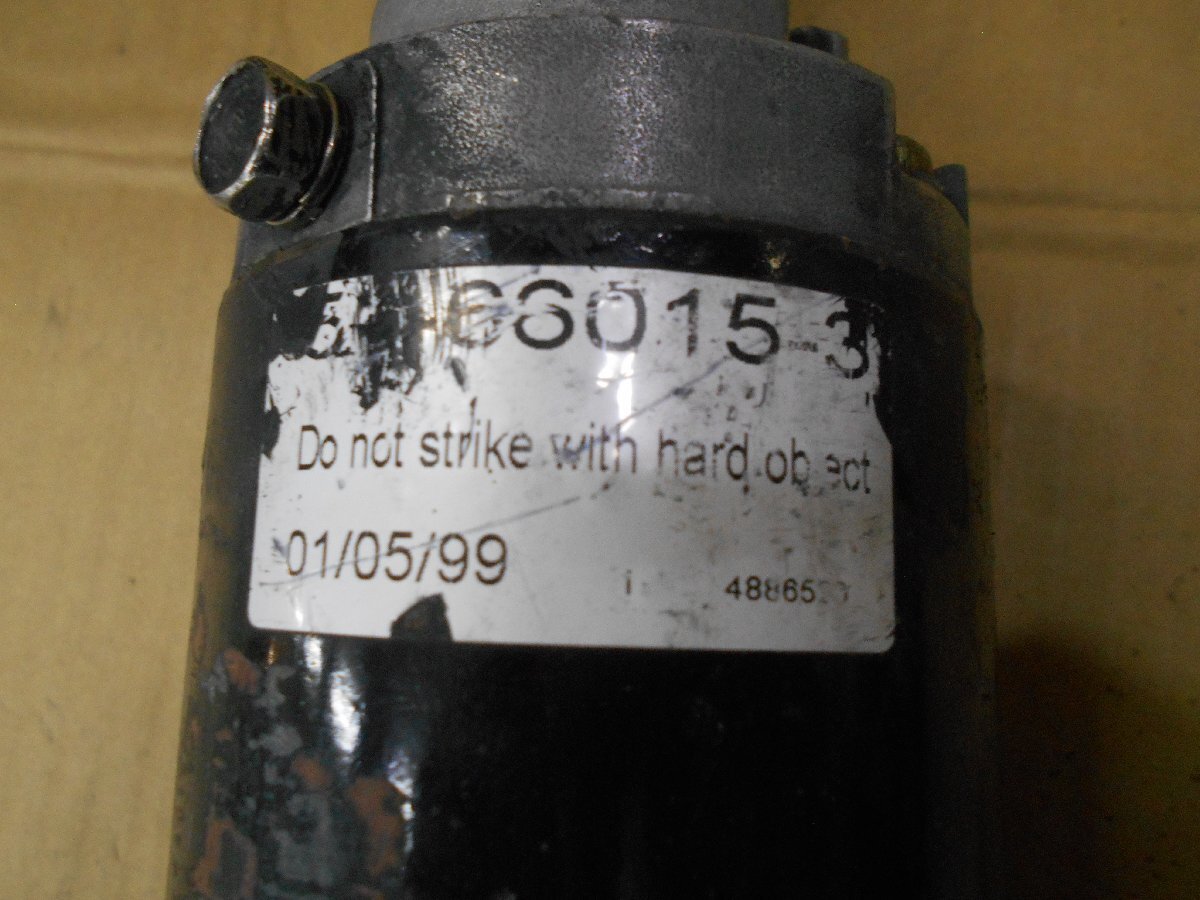 68015-3
Do not strike with hard object
01/05/99